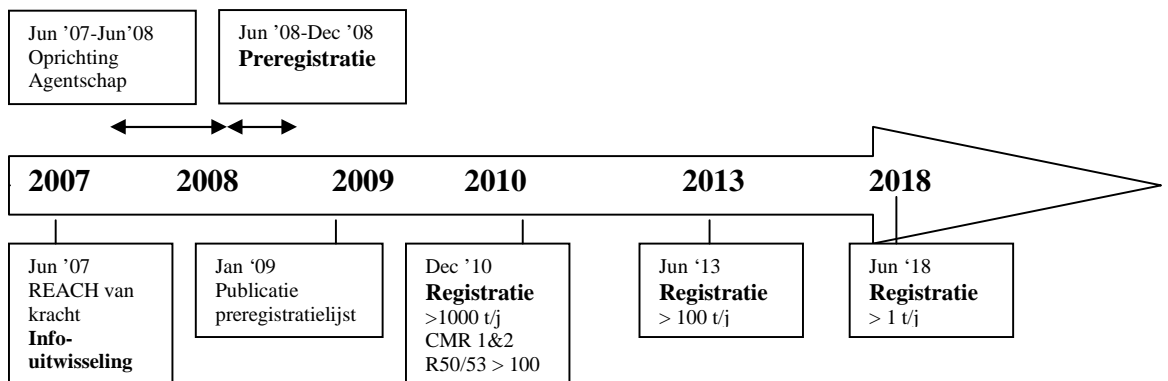 Jun ’07-Jun’08
Oprichting
Agentschap
Jun ’08-Dec ’08
Preregistratie
2007 2008 2009 2010 2013 2018
Jun ’07
REACH van
kracht
Info-
uitwisseling
Jan ‘09
Publicatie
preregistratielijst
Dec ’10
Registratie
>1000 t/j
CMR 1&2
R50/53 > 100
Jun ‘13
Registratie
> 100 t/j
Jun ‘18
Registratie
> 1 t/j